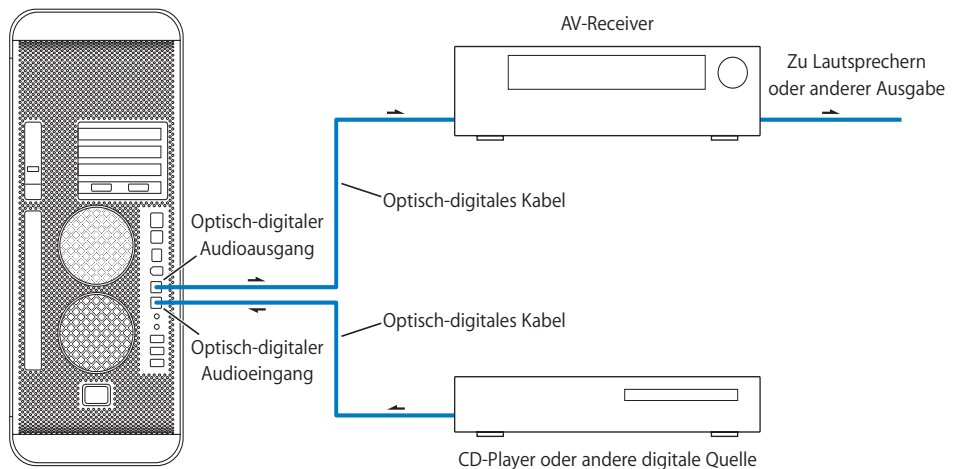 AV-Receiver
Zu Lautsprechern
oder anderer Ausgabe
Optisch-digitales Kabel
Optisch-digitaler
Audioausgang
Optisch-digitales Kabel
Optisch-digitaler
Audioeingang
CD-Player oder andere digitale Quelle